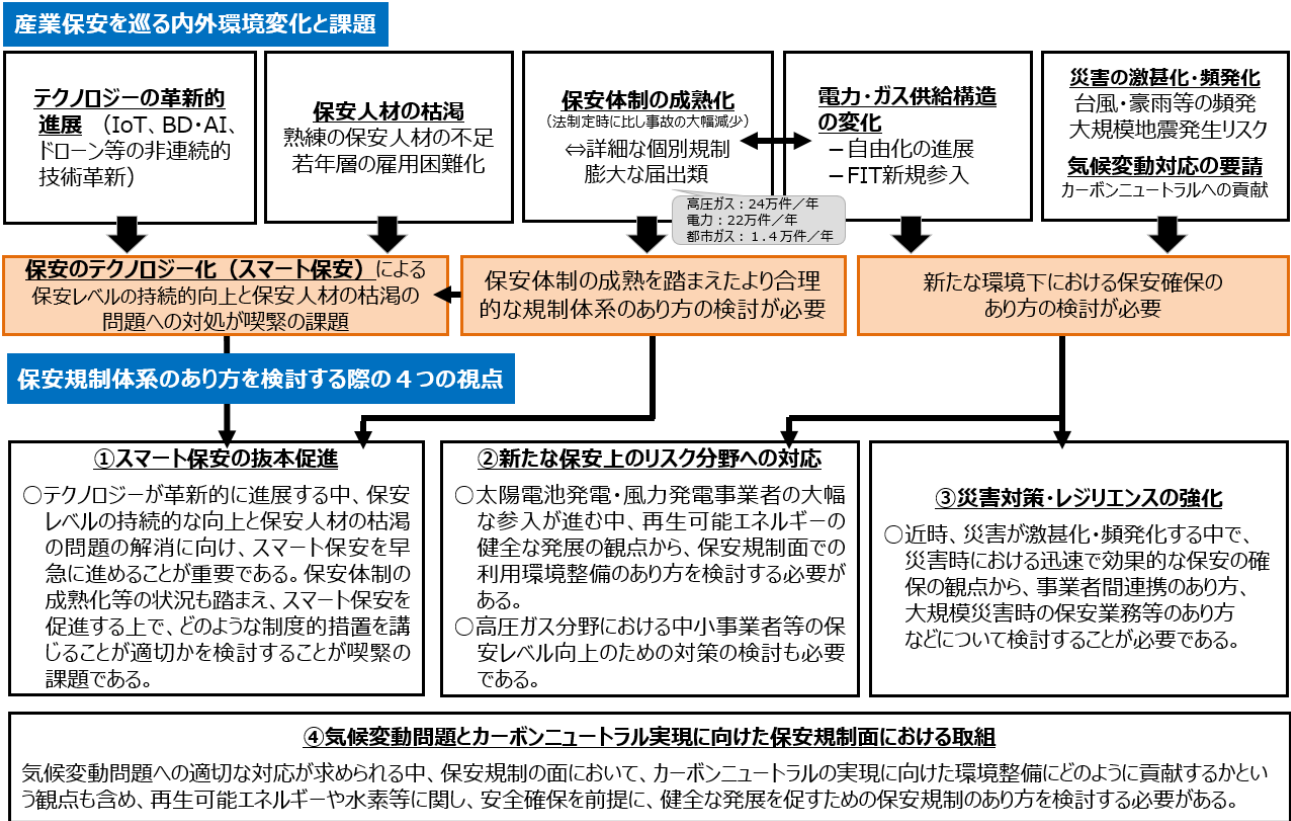 産業保安を巡る内外環境変化と課題
テクノロジーの革新的
進展 （IoT、BD・AI、
ドローン等の非連続的
技術革新）
保安人材の枯渇
熟練の保安人材の不足
若年層の雇用困難化
保安体制の成熟化
（法制定時に比し事故の大幅減少）
⇔詳細な個別規制
膨大な届出類
高圧ガス：24万件／年
電力：22万件／年
都市ガス：１.４万件／年
電力・ガス供給構造
の変化
－自由化の進展
－FIT新規参入
災害の激甚化・頻発化
台風・豪雨等の頻発
大規模地震発生リスク
気候変動対応の要請
カーボンニュートラルへの貢献
保安のテクノロジー化（スマート保安）による
保安レベルの持続的向上と保安人材の枯渇の
問題への対処が喫緊の課題
保安体制の成熟を踏まえたより合理
的な規制体系のあり方の検討が必要
新たな環境下における保安確保の
あり方の検討が必要
保安規制体系のあり方を検討する際の４つの視点
①スマート保安の抜本促進
○テクノロジーが革新的に進展する中、保安
レベルの持続的な向上と保安人材の枯渇
の問題の解消に向け、スマート保安を早
急に進めることが重要である。保安体制の
成熟化等の状況も踏まえ、スマート保安を
促進する上で、どのような制度的措置を講
じることが適切かを検討することが喫緊の
課題である。
②新たな保安上のリスク分野への対応
○太陽電池発電・風力発電事業者の大幅
な参入が進む中、再生可能エネルギーの
健全な発展の観点から、保安規制面での
利用環境整備のあり方を検討する必要が
ある。
○高圧ガス分野における中小事業者等の保
安レベル向上のための対策の検討も必要
である。
③災害対策・レジリエンスの強化
○近時、災害が激甚化・頻発化する中で、
災害時における迅速で効果的な保安の確
保の観点から、事業者間連携のあり方、
大規模災害時の保安業務等のあり方
などについて検討することが必要である。
④気候変動問題とカーボンニュートラル実現に向けた保安規制面における取組
気候変動問題への適切な対応が求められる中、保安規制の面において、カーボンニュートラルの実現に向けた環境整備にどのように貢献するかとい
う観点も含め、再生可能エネルギーや水素等に関し、安全確保を前提に、健全な発展を促すための保安規制のあり方を検討する必要がある。